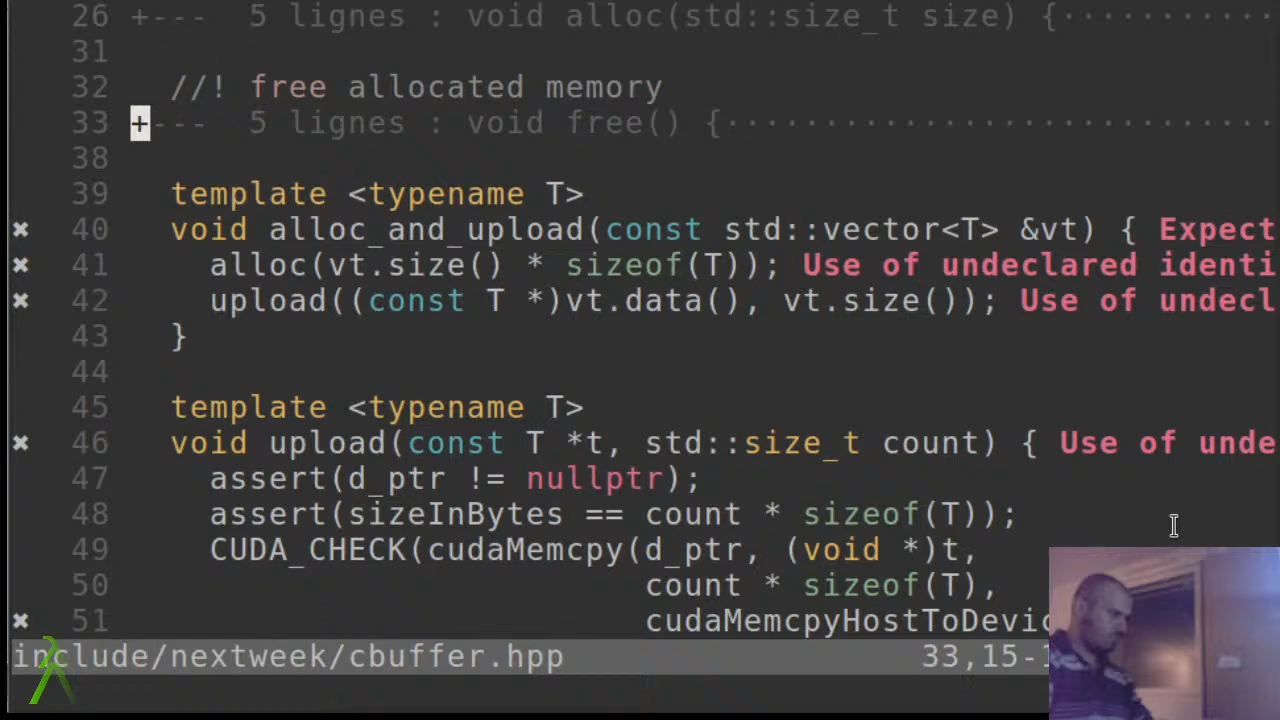 26 +--- 5 lignes : void alloc(std::size_t size) {············
31
32 //! free allocated memory
33 +--- 5 lignes : void free() {·····························
38
39 template <typename T>
✖ 40 void alloc_and_upload(const std::vector<T> &vt) { Expect
✖ 41 alloc(vt.size() * sizeof(T)); Use of undeclared identi
✖ 42 upload((const T *)vt.data(), vt.size()); Use of undecl
43 }
44
45 template <typename T>
✖ 46 void upload(const T *t, std::size_t count) { Use of unde
47 assert(d_ptr != nullptr);
48 assert(sizeInBytes == count * sizeof(T));
49 CUDA_CHECK(cudaMemcpy(d_ptr, (void *)t,
50 count * sizeof(T),
✖ 51 cudaMemcpyHostToDevic
include/nextweek/cbuffer.hpp 33,15-1
λ